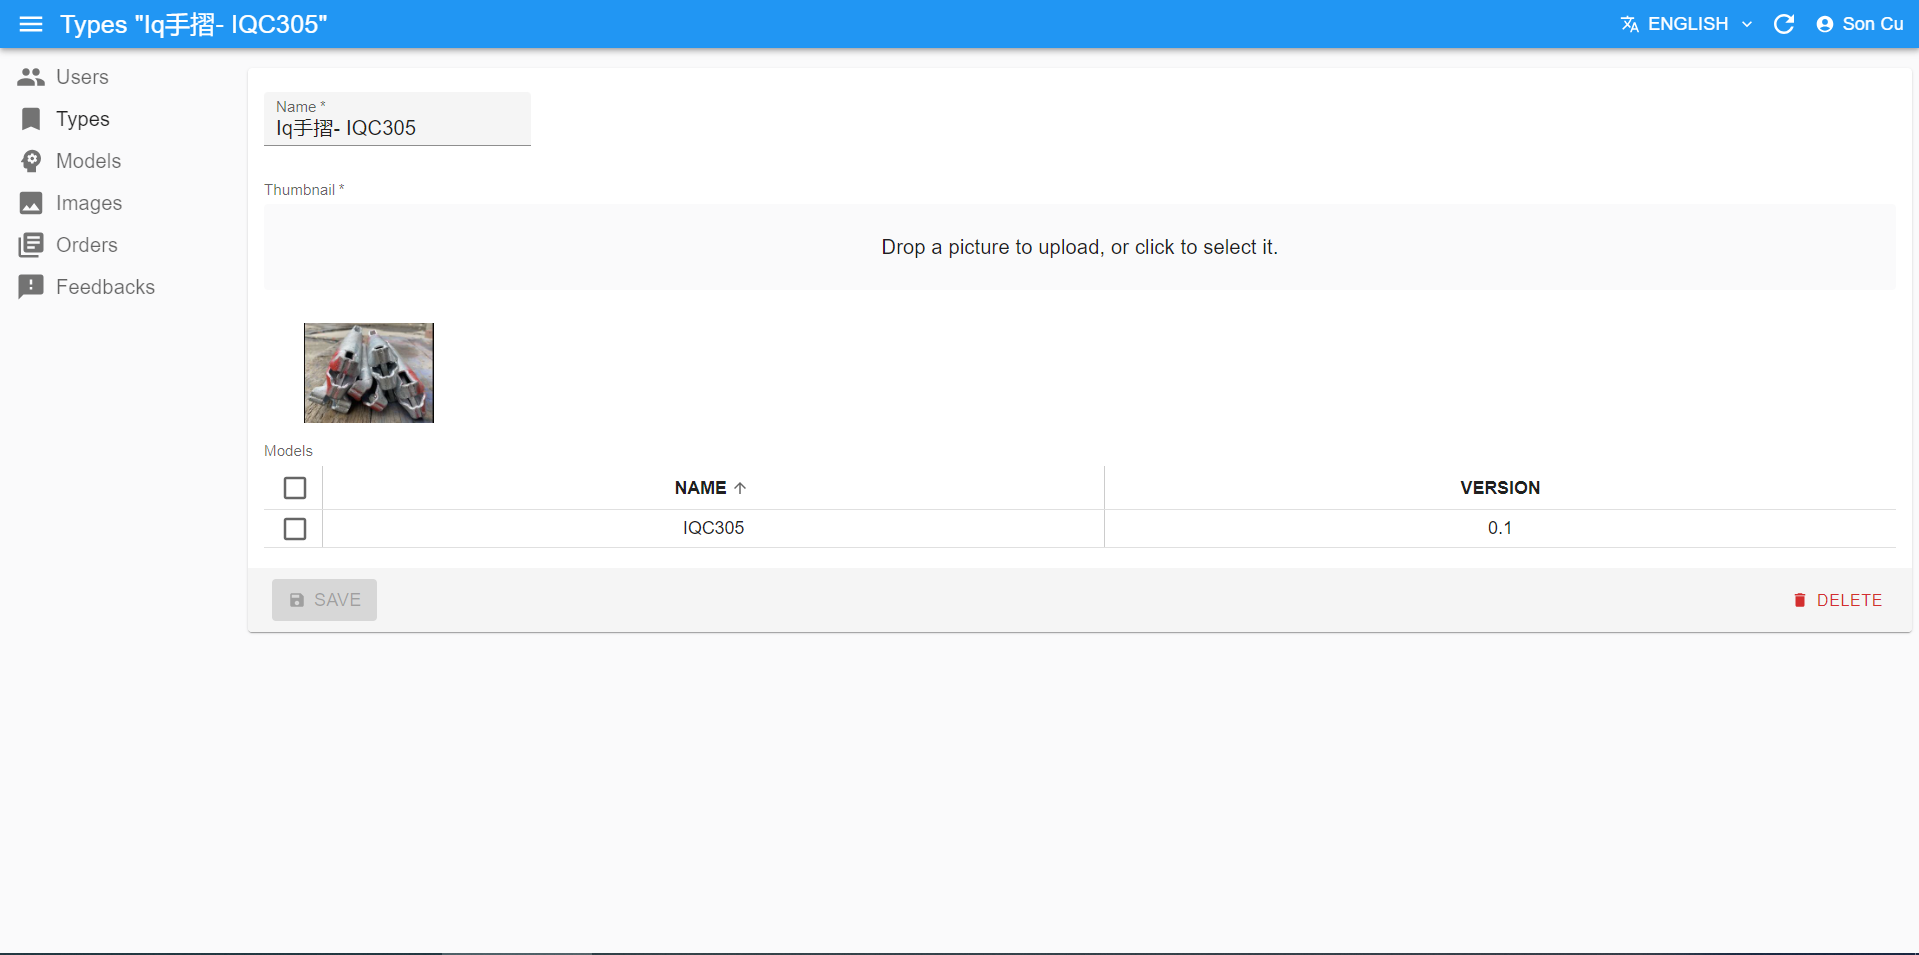 Types "Iq手摺- IQC305"
ENGLISH
Son Cu
Users
Types
Models
Images
Orders
Feedbacks
Name *
Iq手摺- IQC305
Thumbnail *
Drop a picture to upload, or click to select it.
Models
NAME VERSION
IQC305 0.1
SAVE
DELETE